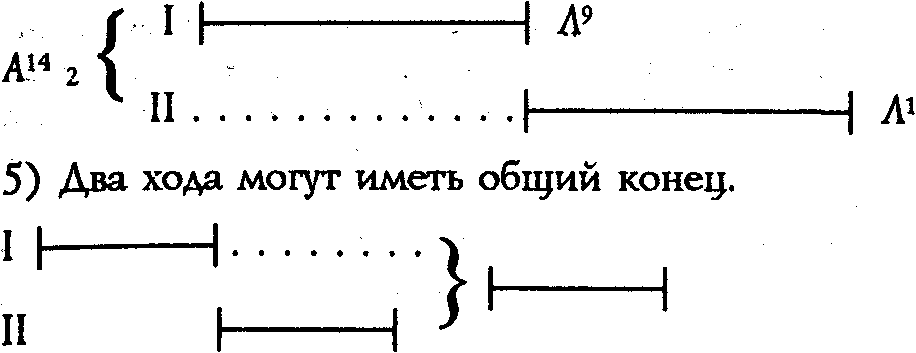 I Λ⁹
A¹⁴ ₂ {
II . . . . . . . . . . . . . . Λ¹
5) Два хода могут иметь общий конец.
I . . . . . . . . }
II